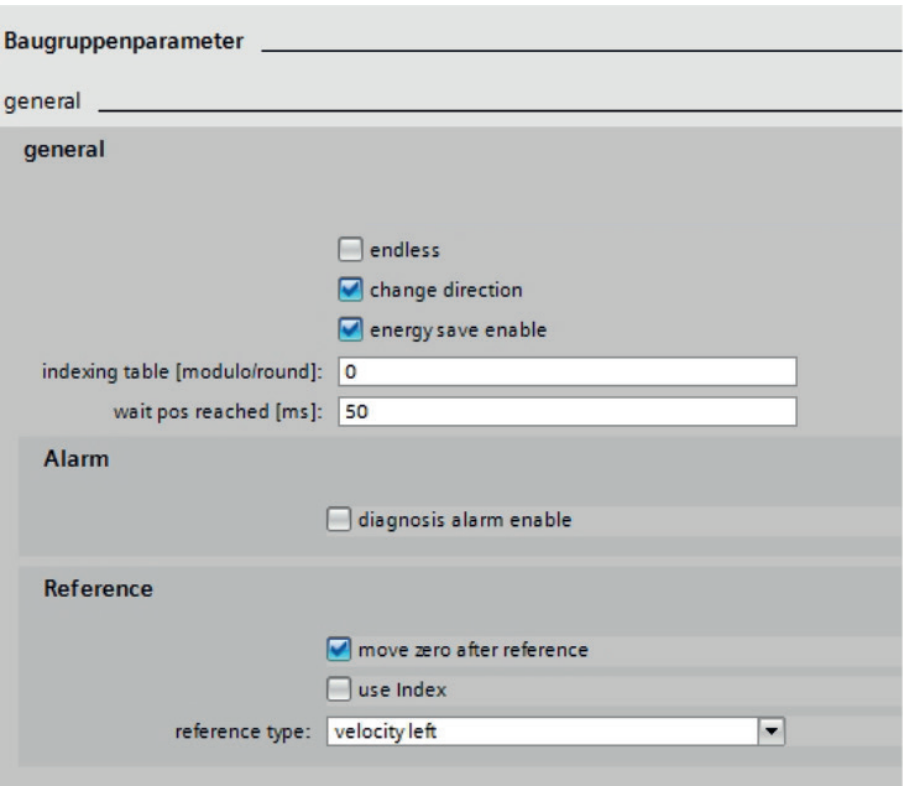 Baugruppenparameter
general
general
endless
change direction
energy save enable
indexing table [modulo/round]: 0
wait pos reached [ms]: 50
Alarm
diagnosis alarm enable
Reference
move zero after reference
use Index
reference type: velocity left